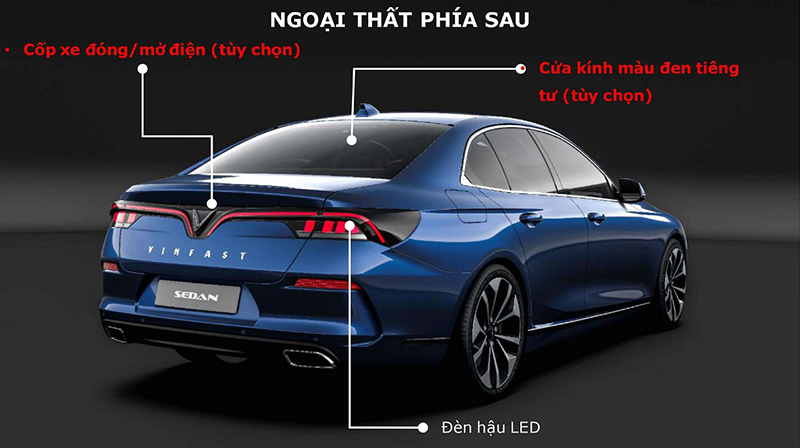 NGOẠI THẤT PHÍA SAU
• Cốp xe đóng/mở điện (tùy chọn)
• Cửa kính màu đen tiêng
tư (tùy chọn)
VINFAST
SEDAN
Đèn hậu LED